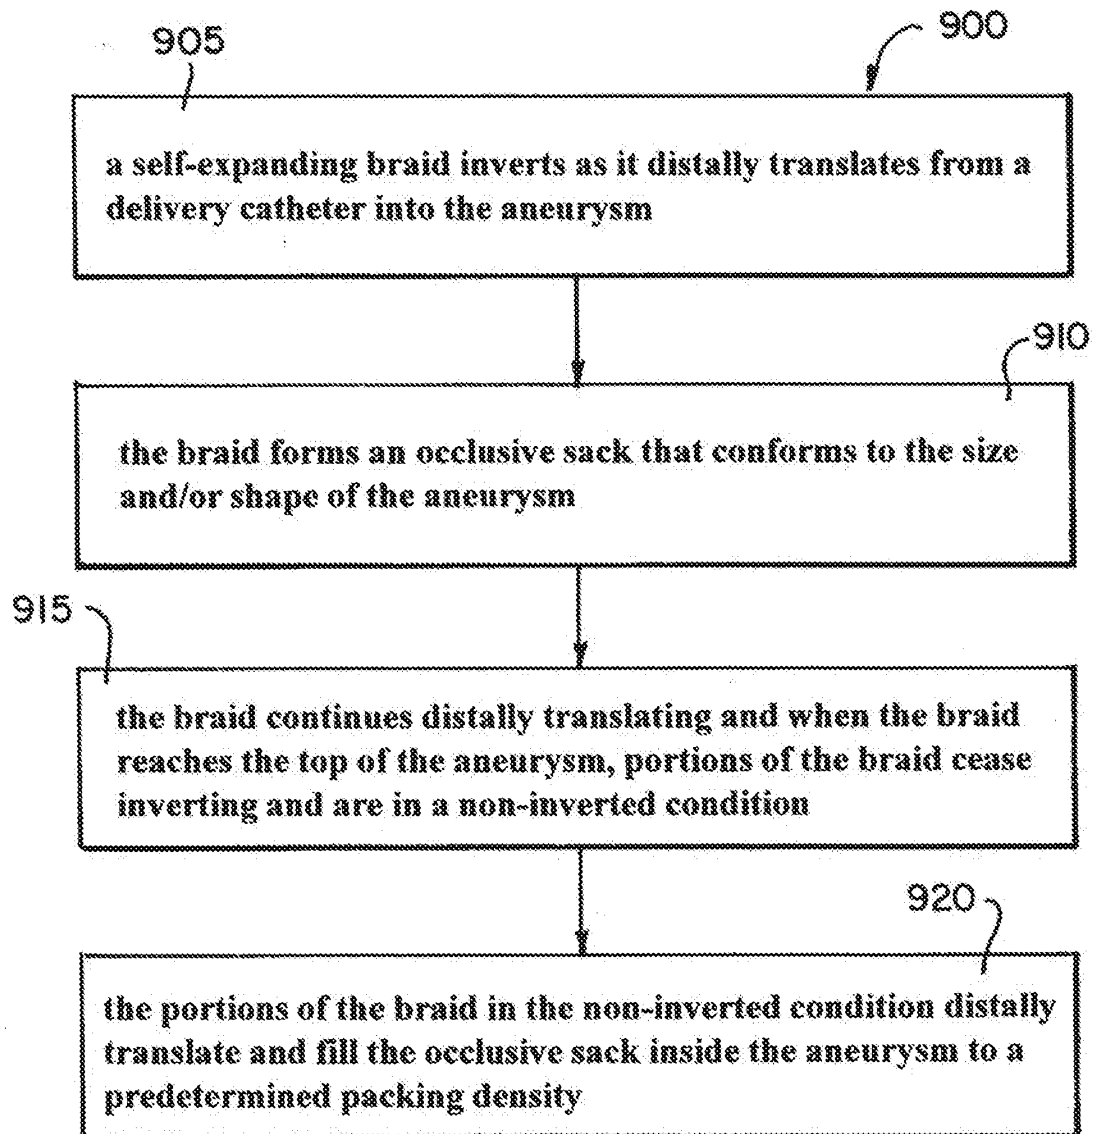 905
900
a self-expanding braid inverts as it distally translates from a
delivery catheter into the aneurysm
910
the braid forms an occlusive sack that conforms to the size
and/or shape of the aneurysm
915
the braid continues distally translating and when the braid
reaches the top of the aneurysm, portions of the braid cease
inverting and are in a non-inverted condition
920
the portions of the braid in the non-inverted condition distally
translate and fill the occlusive sack inside the aneurysm to a
predetermined packing density